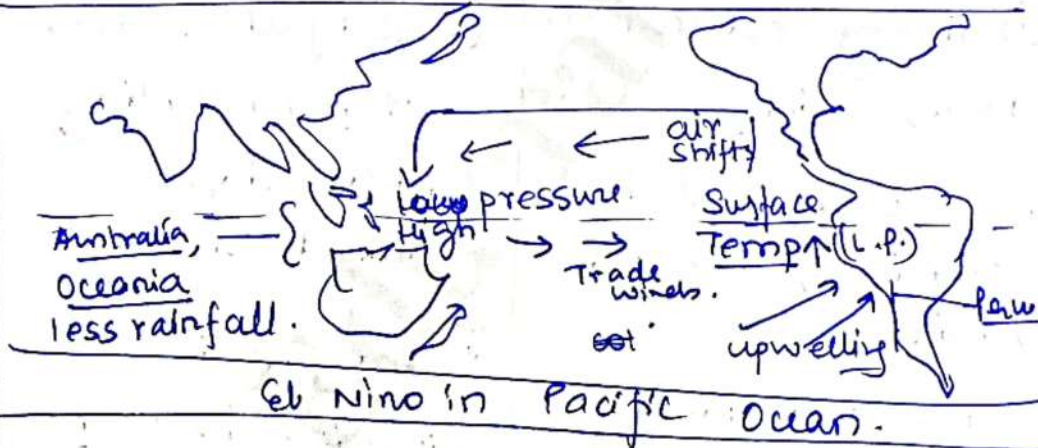 air
shifts
low pressure
High
Surface
Temp↑ (L.P.)
Australia,
Oceania
less rainfall.
Trade
winds.
upwelling
Peru
El Nino in Pacific Ocean.